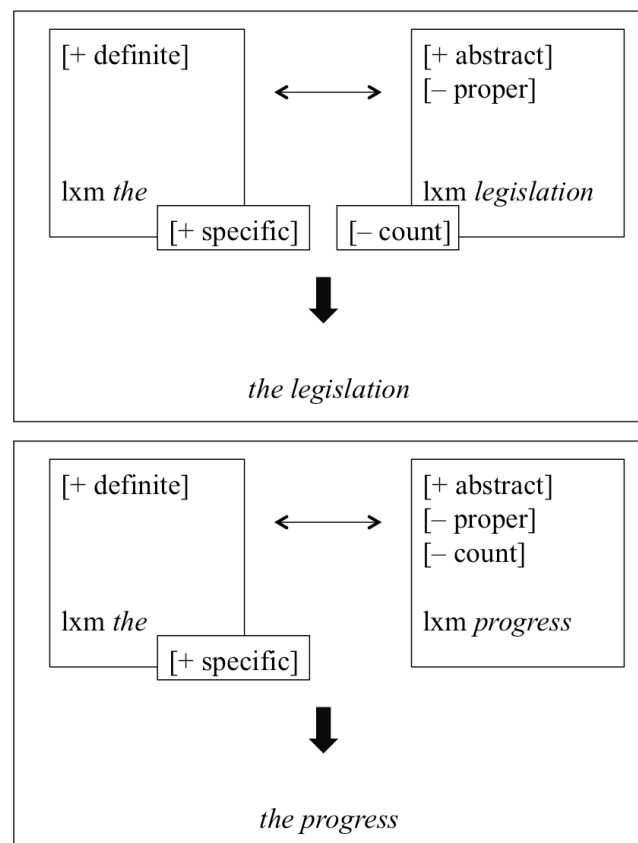 [+ definite]
[+ abstract]
[– proper]
lxm the
lxm legislation
[+ specific]
[– count]
the legislation
[+ definite]
[+ abstract]
[– proper]
[– count]
lxm the
lxm progress
[+ specific]
the progress